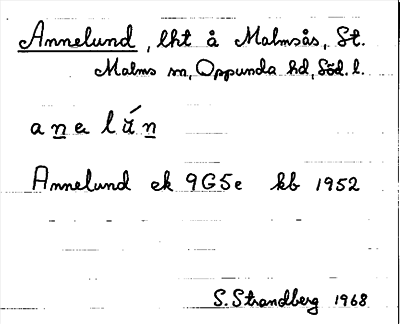 Annelund, lht å Malmsås, St.
Malms sn, Oppunda hd, Söd. l.
a n e l ú n
Annelund ek 9G5e kb 1952
S. Strandberg 1968